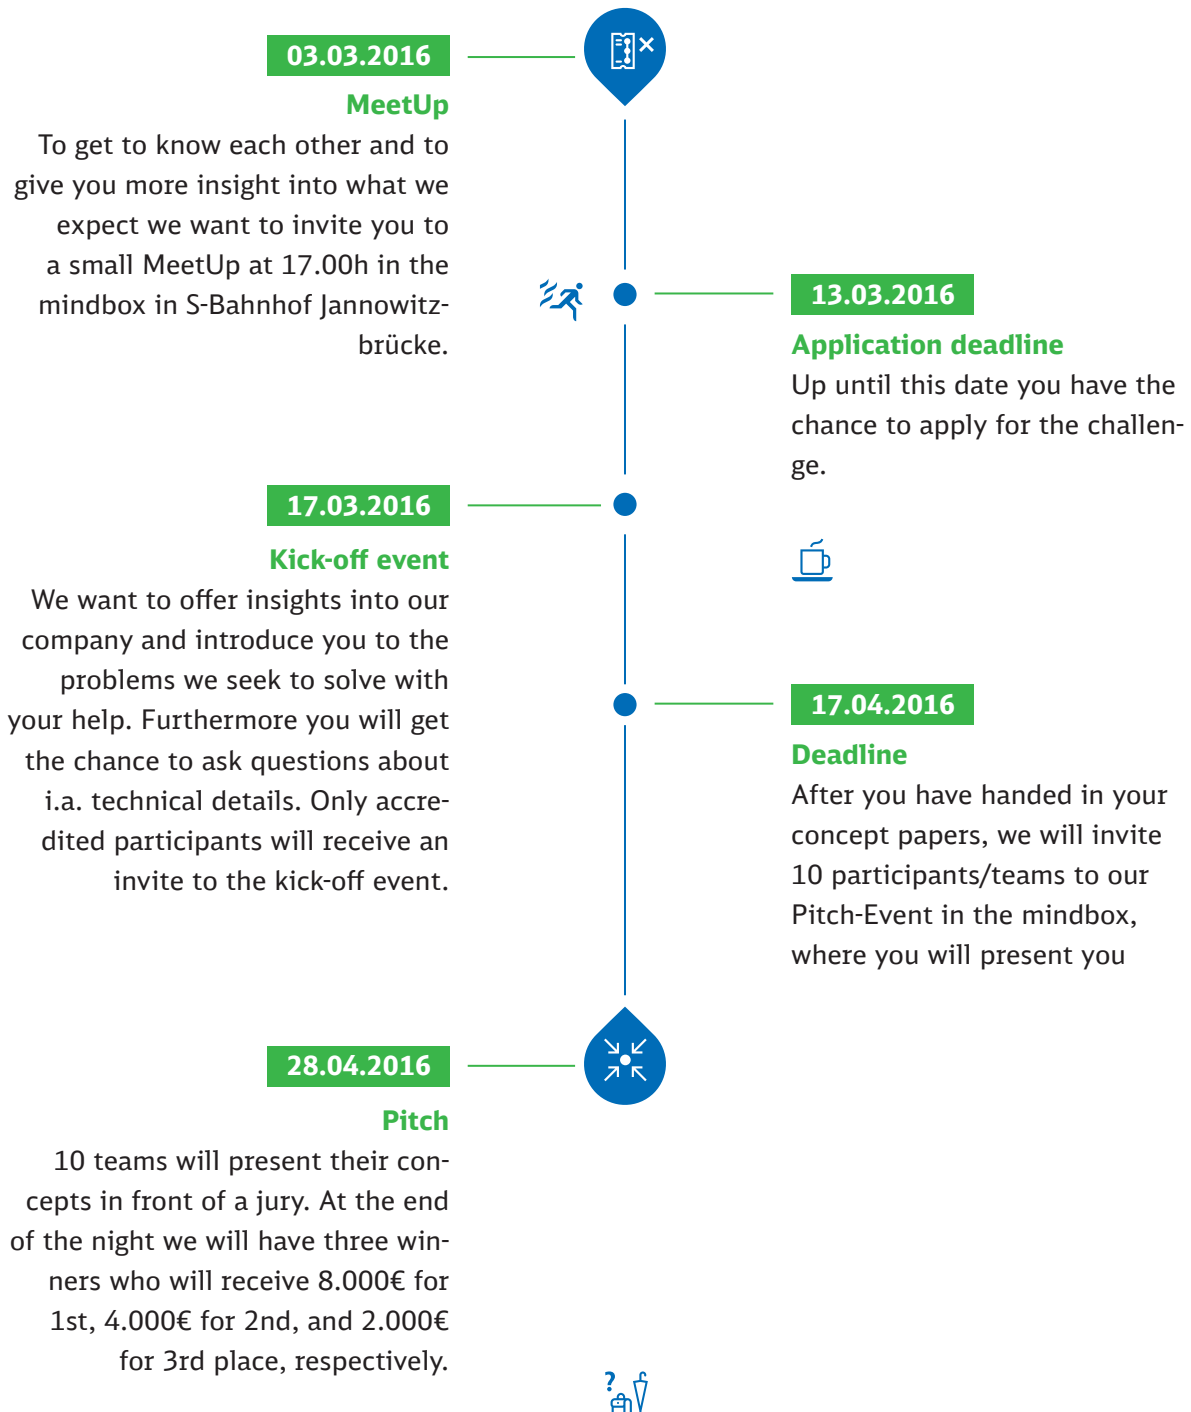 03.03.2016
MeetUp
To get to know each other and to
give you more insight into what we
expect we want to invite you to
a small MeetUp at 17.00h in the
mindbox in S-Bahnhof Jannowitz-
brücke.
13.03.2016
Application deadline
Up until this date you have the
chance to apply for the challen-
ge.
17.03.2016
Kick-off event
We want to offer insights into our
company and introduce you to the
problems we seek to solve with
your help. Furthermore you will get
the chance to ask questions about
i.a. technical details. Only accre-
dited participants will receive an
invite to the kick-off event.
17.04.2016
Deadline
After you have handed in your
concept papers, we will invite
10 participants/teams to our
Pitch-Event in the mindbox,
where you will present you
28.04.2016
Pitch
10 teams will present their con-
cepts in front of a jury. At the end
of the night we will have three win-
ners who will receive 8.000€ for
1st, 4.000€ for 2nd, and 2.000€
for 3rd place, respectively.
?